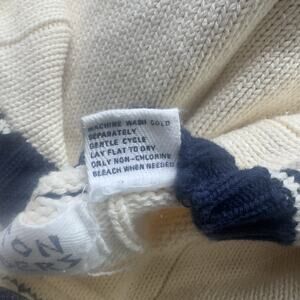 MACHINE WASH COLD
SEPARATELY
GENTLE CYCLE
LAY FLAT TO DRY
ONLY NON-CHLORINE
BLEACH WHEN NEEDED